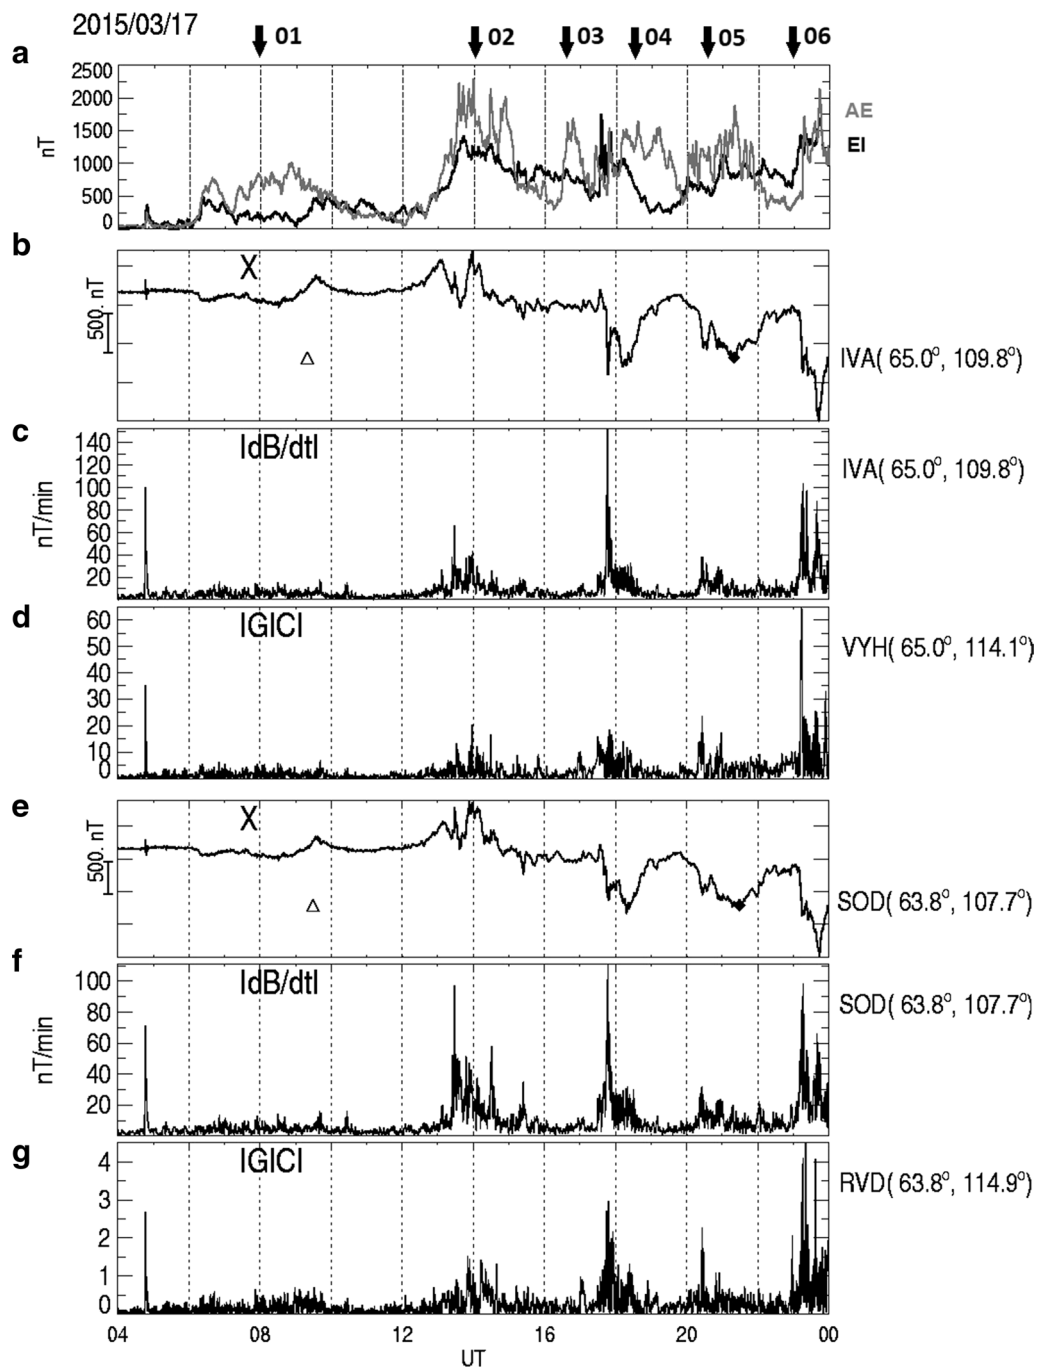 2015/03/17
01 02 03 04 05 06
a
2500
2000
1500
1000
500
0
nT
AE
EI
b
X
500. nT
IVA( 65.0°, 109.8°)
c
|dB/dt|
140
120
100
80
60
40
20
nT/min
IVA( 65.0°, 109.8°)
d
|GIC|
60
50
40
30
20
10
0
VYH( 65.0°, 114.1°)
e
X
500. nT
SOD( 63.8°, 107.7°)
f
|dB/dt|
100
80
60
40
20
nT/min
SOD( 63.8°, 107.7°)
g
|GIC|
4
3
2
1
0
RVD( 63.8°, 114.9°)
04 08 12 16 20 00
UT